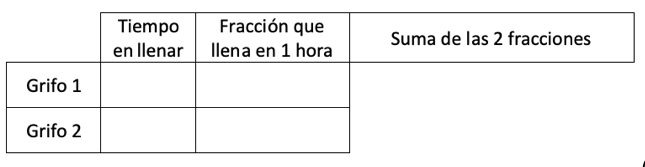 Tiempo
en llenar
Fracción que
llena en 1 hora
Suma de las 2 fracciones
Grifo 1
Grifo 2